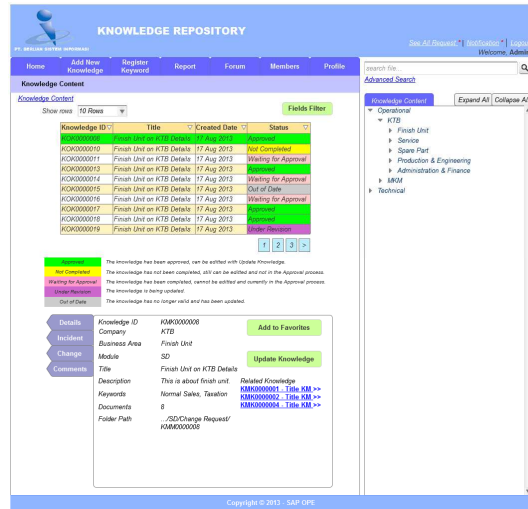 KNOWLEDGE REPOSITORY
See All Request * | Notification * | Logout
Welcome, Admin
Home
Add New Knowledge
Register Keyword
Report
Forum
Members
Profile
search file...
Advanced Search
Knowledge Content
Knowledge Content
Show rows 10 Rows
Fields Filter
Knowledge ID Title Created Date Status
KOK0000008 Finish Unit on KTB Details 17 Aug 2013 Approved
KOK0000010 Finish Unit on KTB Details 17 Aug 2013 Not Completed
KOK0000011 Finish Unit on KTB Details 17 Aug 2013 Waiting for Approval
KOK0000013 Finish Unit on KTB Details 17 Aug 2013 Approved
KOK0000014 Finish Unit on KTB Details 17 Aug 2013 Waiting for Approval
KOK0000015 Finish Unit on KTB Details 17 Aug 2013 Out of Date
KOK0000016 Finish Unit on KTB Details 17 Aug 2013 Waiting for Approval
KOK0000017 Finish Unit on KTB Details 17 Aug 2013 Approved
KOK0000018 Finish Unit on KTB Details 17 Aug 2013 Approved
KOK0000019 Finish Unit on KTB Details 17 Aug 2013 Under Revision
1 2 3 >
Approved The knowledge has been approved, can be edited with Update Knowledge.
Not Completed The knowledge has not been completed, still can be edited and not in the Approval process.
Waiting for Approval The knowledge has been completed, cannot be edited and currently in the Approval process.
Under Revision The knowledge is being updated.
Out of Date The knowledge has no longer valid and has been updated.
Details
Incident
Change
Comments
Knowledge ID KMK0000008
Company KTB
Business Area Finish Unit
Module SD
Title Finish Unit on KTB Details
Description This is about finish unit.
Keywords Normal Sales, Taxation
Documents 8
Folder Path .../SD/Change Request/
KMM0000008
Add to Favorites
Update Knowledge
Related Knowledge
KMK0000001 - Title KM >>
KMK0000002 - Title KM >>
KMK0000004 - Title KM >>
Knowledge Content
Expand All
Collapse All
Operational
KTB
Finish Unit
Service
Spare Part
Production & Engineering
Administration & Finance
MKM
Technical
Copyright © 2013 - SAP OPE